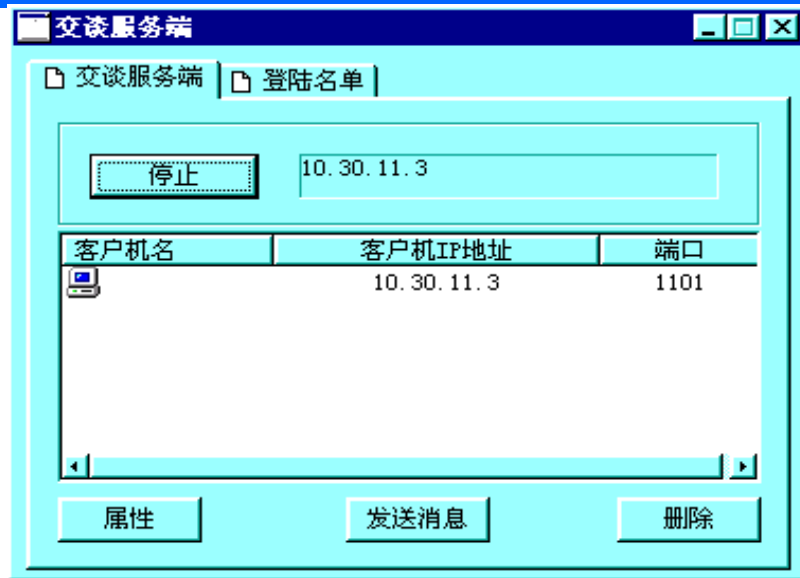 交谈服务端
交谈服务端 登陆名单
停止 10.30.11.3
客户机名 客户机IP地址 端口
10.30.11.3 1101
属性 发送消息 删除